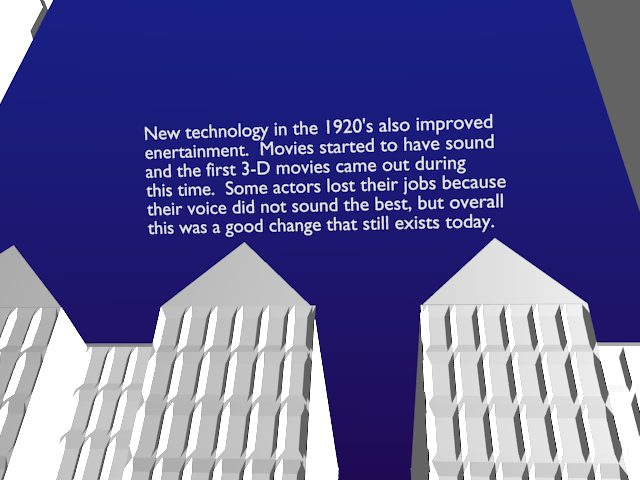 New technology in the 1920's also improved
enertainment.  Movies started to have sound
and the first 3-D movies came out during
this time.  Some actors lost their jobs because
their voice did not sound the best, but overall
this was a good change that still exists today.